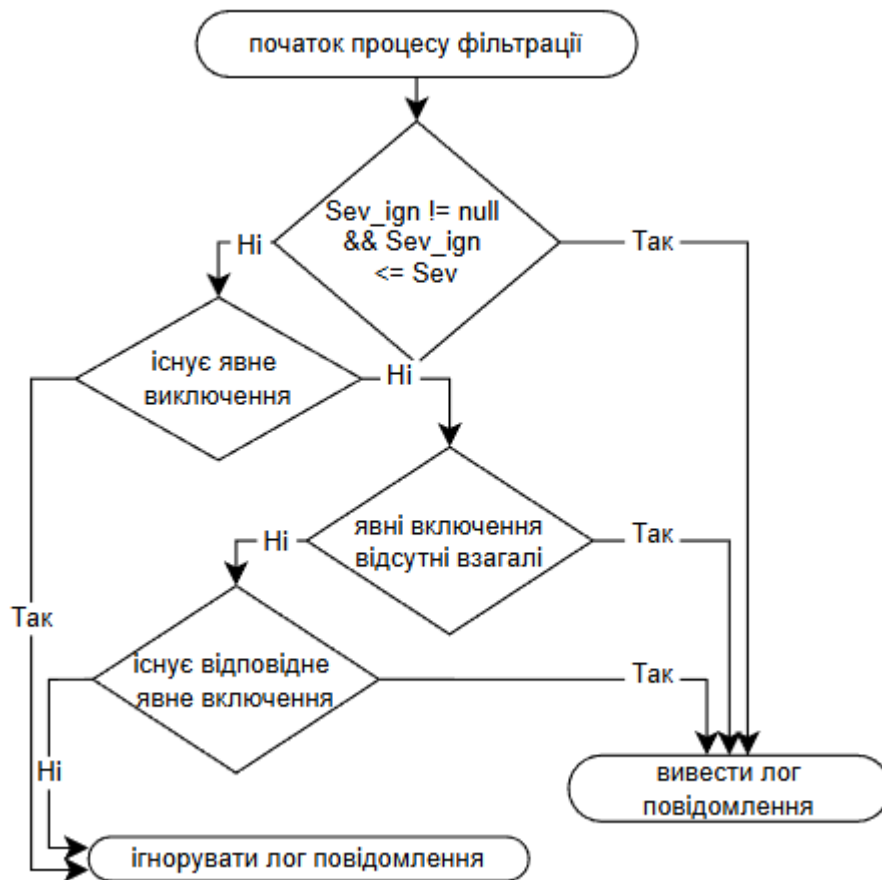 початок процесу фільтрації
Sev_ign != null
&& Sev_ign
<= Sev
Ні
Так
існує явне
виключення
Ні
явні включення
відсутні взагалі
Ні
Так
Так
існує відповідне
явне включення
Так
Ні
вивести лог
повідомлення
ігнорувати лог повідомлення